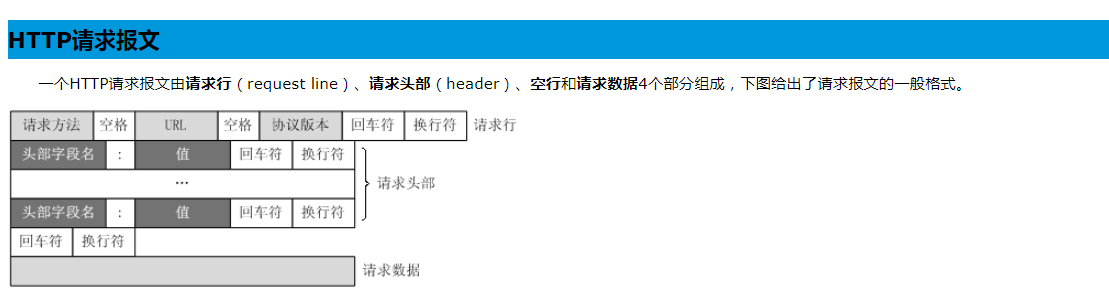 HTTP请求报文
一个HTTP请求报文由请求行（request line）、请求头部（header）、空行和请求数据4个部分组成，下图给出了请求报文的一般格式。
请求方法 空格 URL 空格 协议版本 回车符 换行符 请求行
头部字段名 : 值 回车符 换行符
… 请求头部
头部字段名 : 值 回车符 换行符
回车符 换行符
请求数据